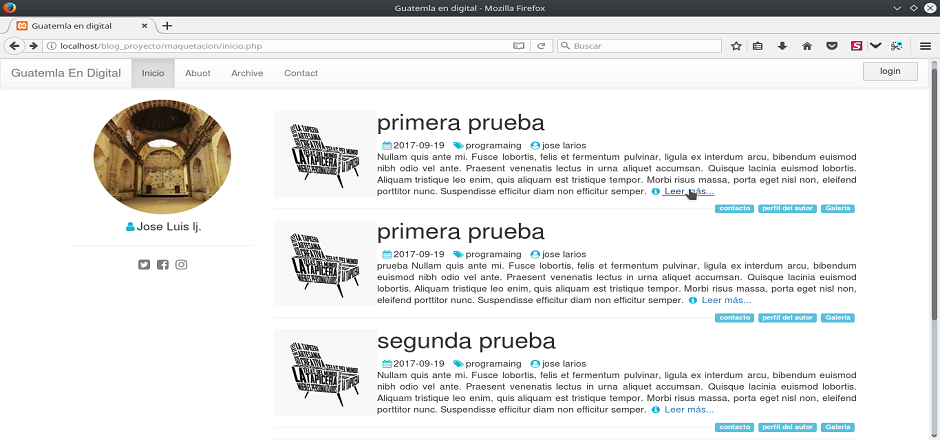 Guatemla en digital - Mozilla Firefox
Guatemla en digital
localhost/blog_proyecto/maquetacion/inicio.php
Buscar
Guatemla En Digital Inicio Abuot Archive Contact login
Jose Luis lj.
primera prueba
2017-09-19 programaing jose larios
Nullam quis ante mi. Fusce lobortis, felis et fermentum pulvinar, ligula ex interdum arcu, bibendum euismod
nibh odio vel ante. Praesent venenatis lectus in urna aliquet accumsan. Quisque lacinia euismod lobortis.
Aliquam tristique leo enim, quis aliquam est tristique tempor. Morbi risus massa, porta eget nisl non, eleifend
porttitor nunc. Suspendisse efficitur diam non efficitur semper. Leer más...
contacto perfil del autor Galeria
primera prueba
2017-09-19 programaing jose larios
prueba Nullam quis ante mi. Fusce lobortis, felis et fermentum pulvinar, ligula ex interdum arcu, bibendum
euismod nibh odio vel ante. Praesent venenatis lectus in urna aliquet accumsan. Quisque lacinia euismod
lobortis. Aliquam tristique leo enim, quis aliquam est tristique tempor. Morbi risus massa, porta eget nisl non,
eleifend porttitor nunc. Suspendisse efficitur diam non efficitur semper. Leer más...
contacto perfil del autor Galeria
segunda prueba
2017-09-19 programaing jose larios
Nullam quis ante mi. Fusce lobortis, felis et fermentum pulvinar, ligula ex interdum arcu, bibendum euismod
nibh odio vel ante. Praesent venenatis lectus in urna aliquet accumsan. Quisque lacinia euismod lobortis.
Aliquam tristique leo enim, quis aliquam est tristique tempor. Morbi risus massa, porta eget nisl non, eleifend
porttitor nunc. Suspendisse efficitur diam non efficitur semper. Leer más...
contacto perfil del autor Galeria